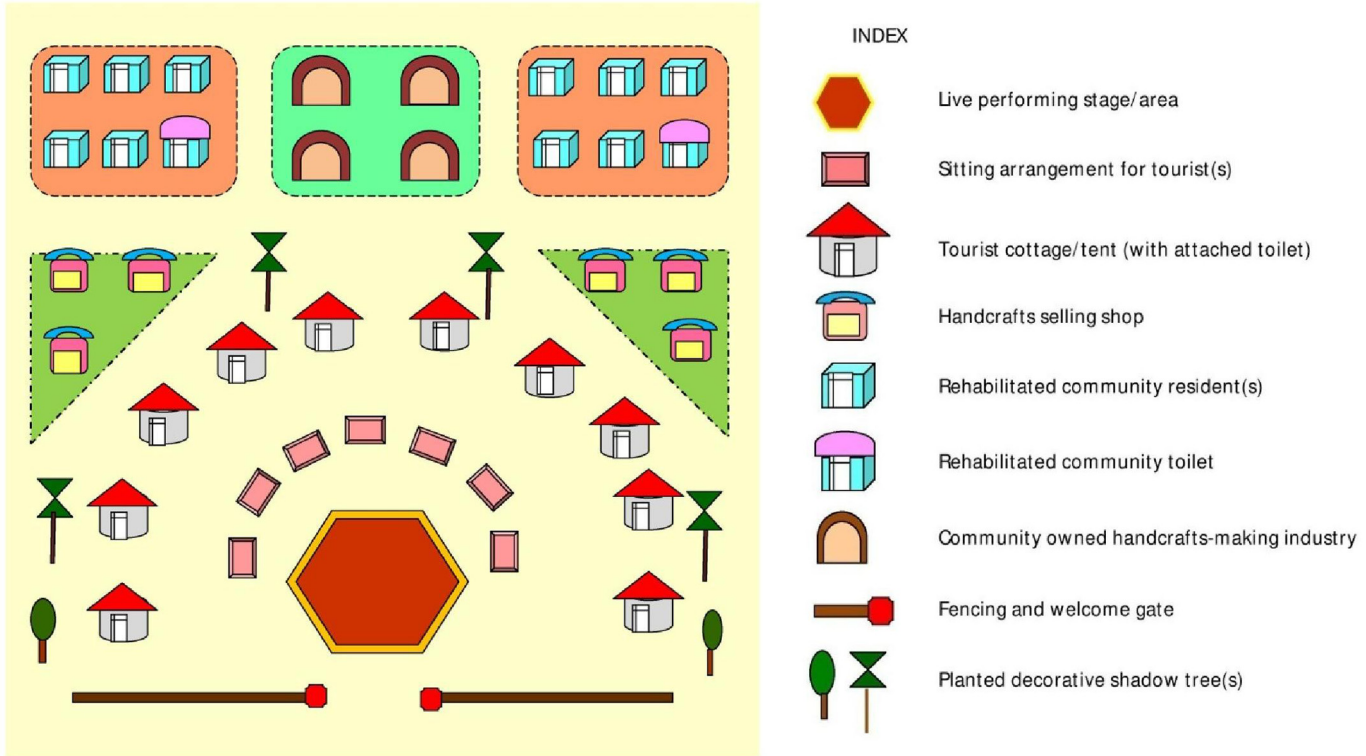 INDEX
Live performing stage/area
Sitting arrangement for tourist(s)
Tourist cottage/tent (with attached toilet)
Handcrafts selling shop
Rehabilitated community resident(s)
Rehabilitated community toilet
Community owned handcrafts-making industry
Fencing and welcome gate
Planted decorative shadow tree(s)